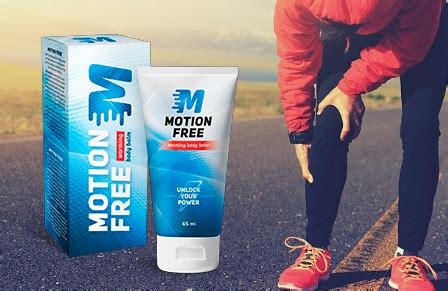 M
MOTION
FREE
warming
body balm
M
MOTION
FREE
warming body balm
UNLOCK
YOUR
POWER
65 ml